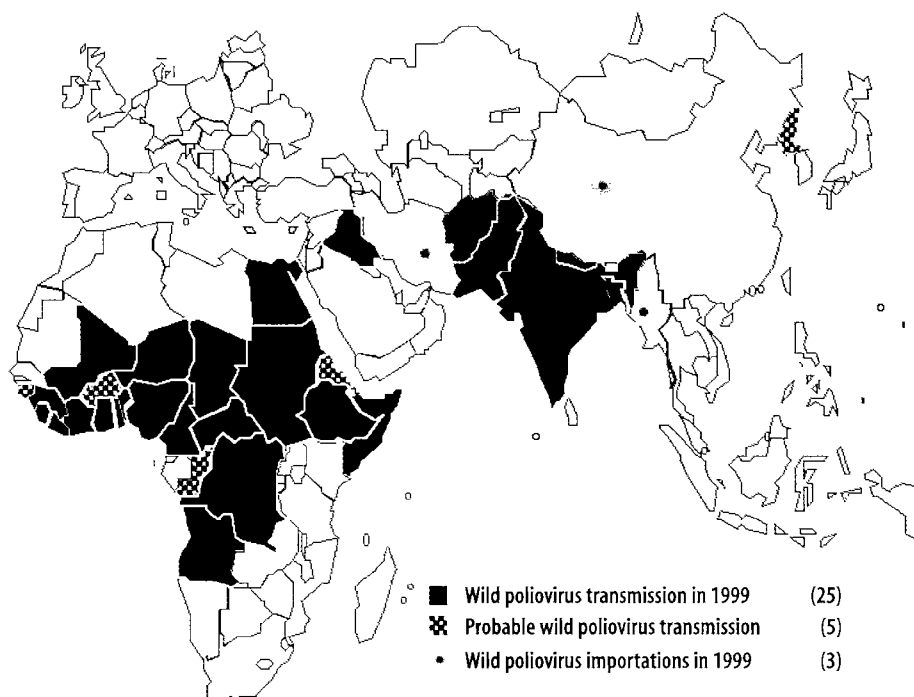 Wild poliovirus transmission in 1999 (25)
Probable wild poliovirus transmission (5)
Wild poliovirus importations in 1999 (3)